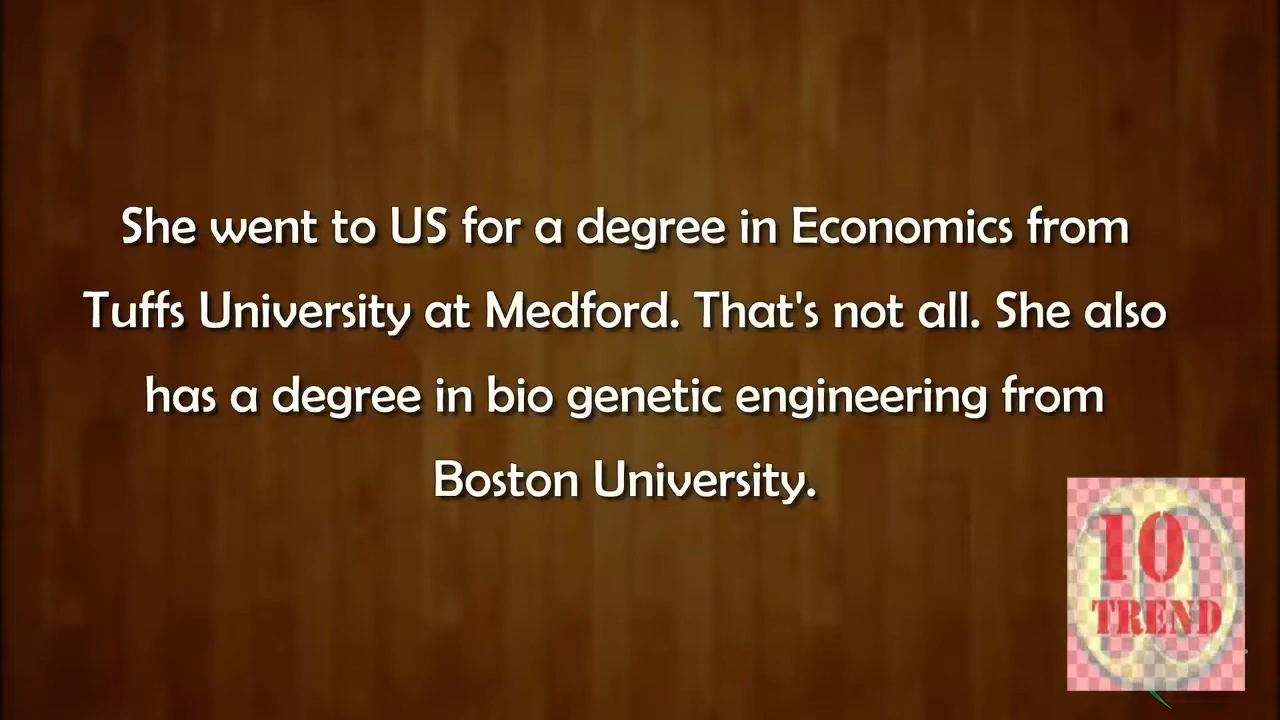 She went to US for a degree in Economics from
Tuffs University at Medford. That's not all. She also
has a degree in bio genetic engineering from
Boston University.
10
TREND